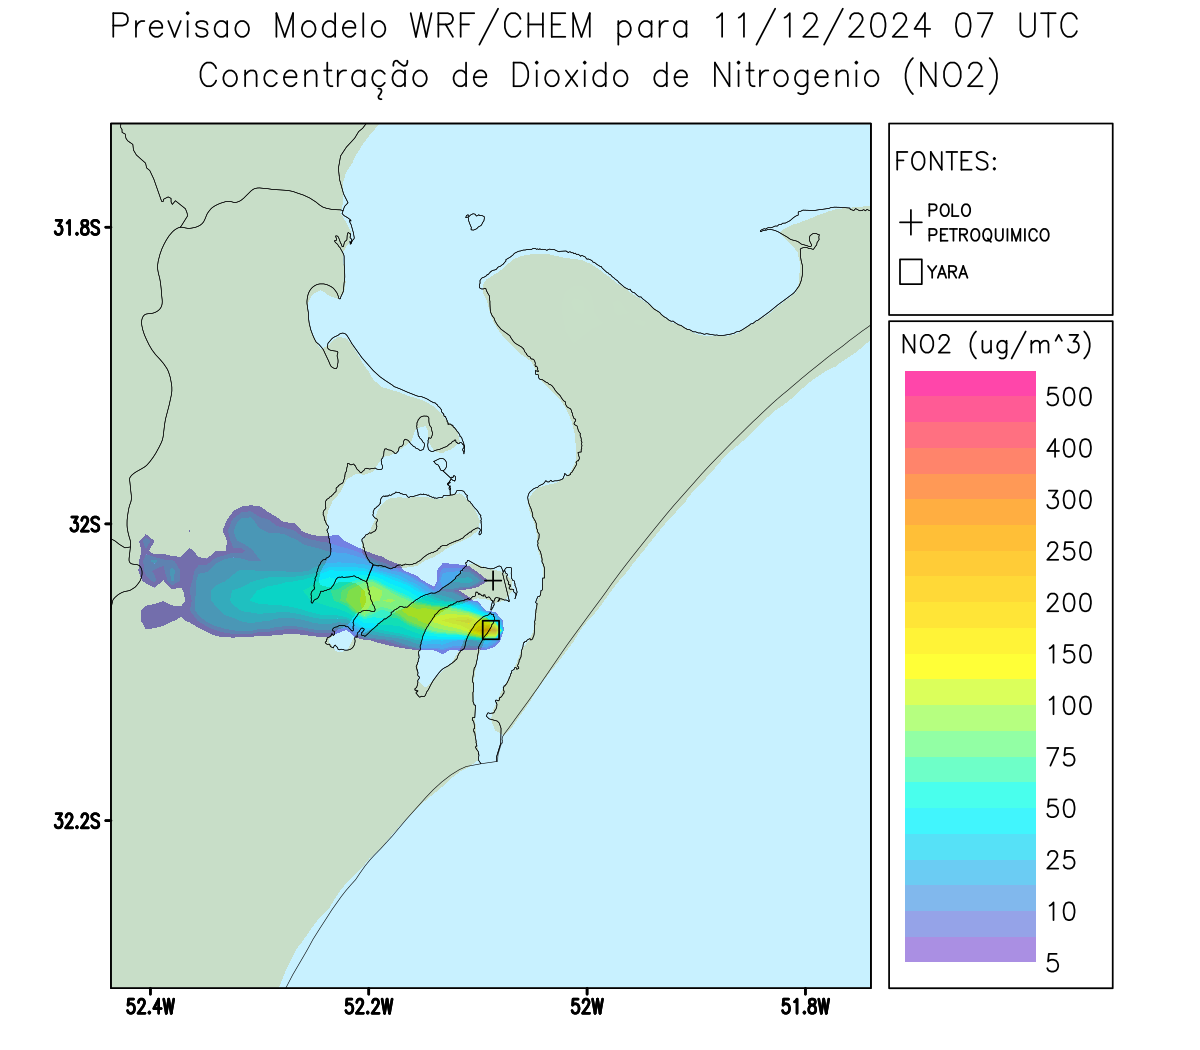 Previsao Modelo WRF/CHEM para 11/12/2024 07 UTC
Concentração de Dioxido de Nitrogenio (NO2)
FONTES:
POLO
PETROQUIMICO
YARA
NO2 (ug/m^3)
500
400
300
250
200
150
100
75
50
25
10
5
31.8S
32S
32.2S
52.4W
52.2W
52W
51.8W